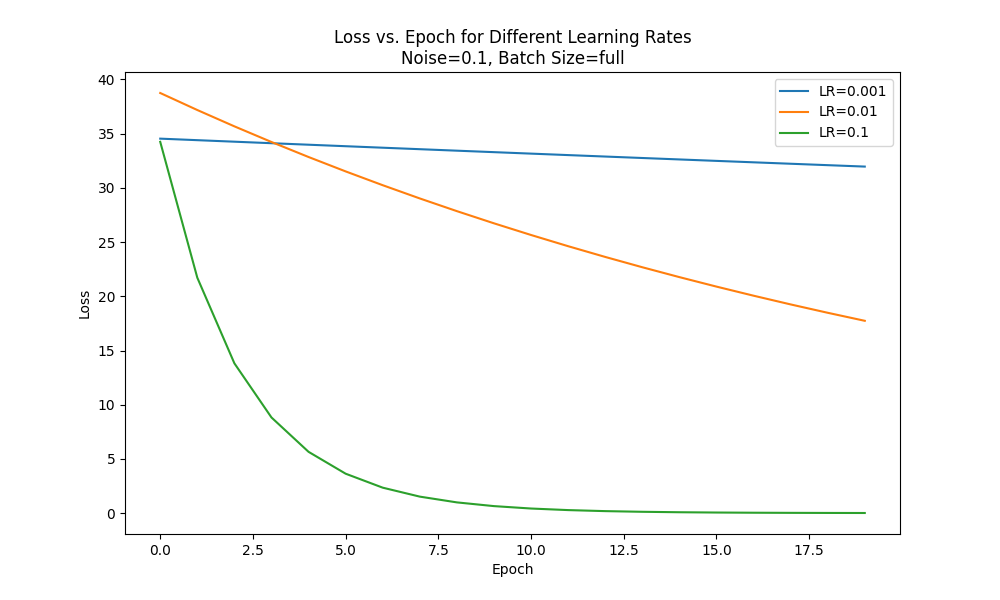 Loss vs. Epoch for Different Learning Rates
Noise=0.1, Batch Size=full
LR=0.001
LR=0.01
LR=0.1
40
35
30
25
20
15
10
5
0
Loss
0.0 2.5 5.0 7.5 10.0 12.5 15.0 17.5
Epoch